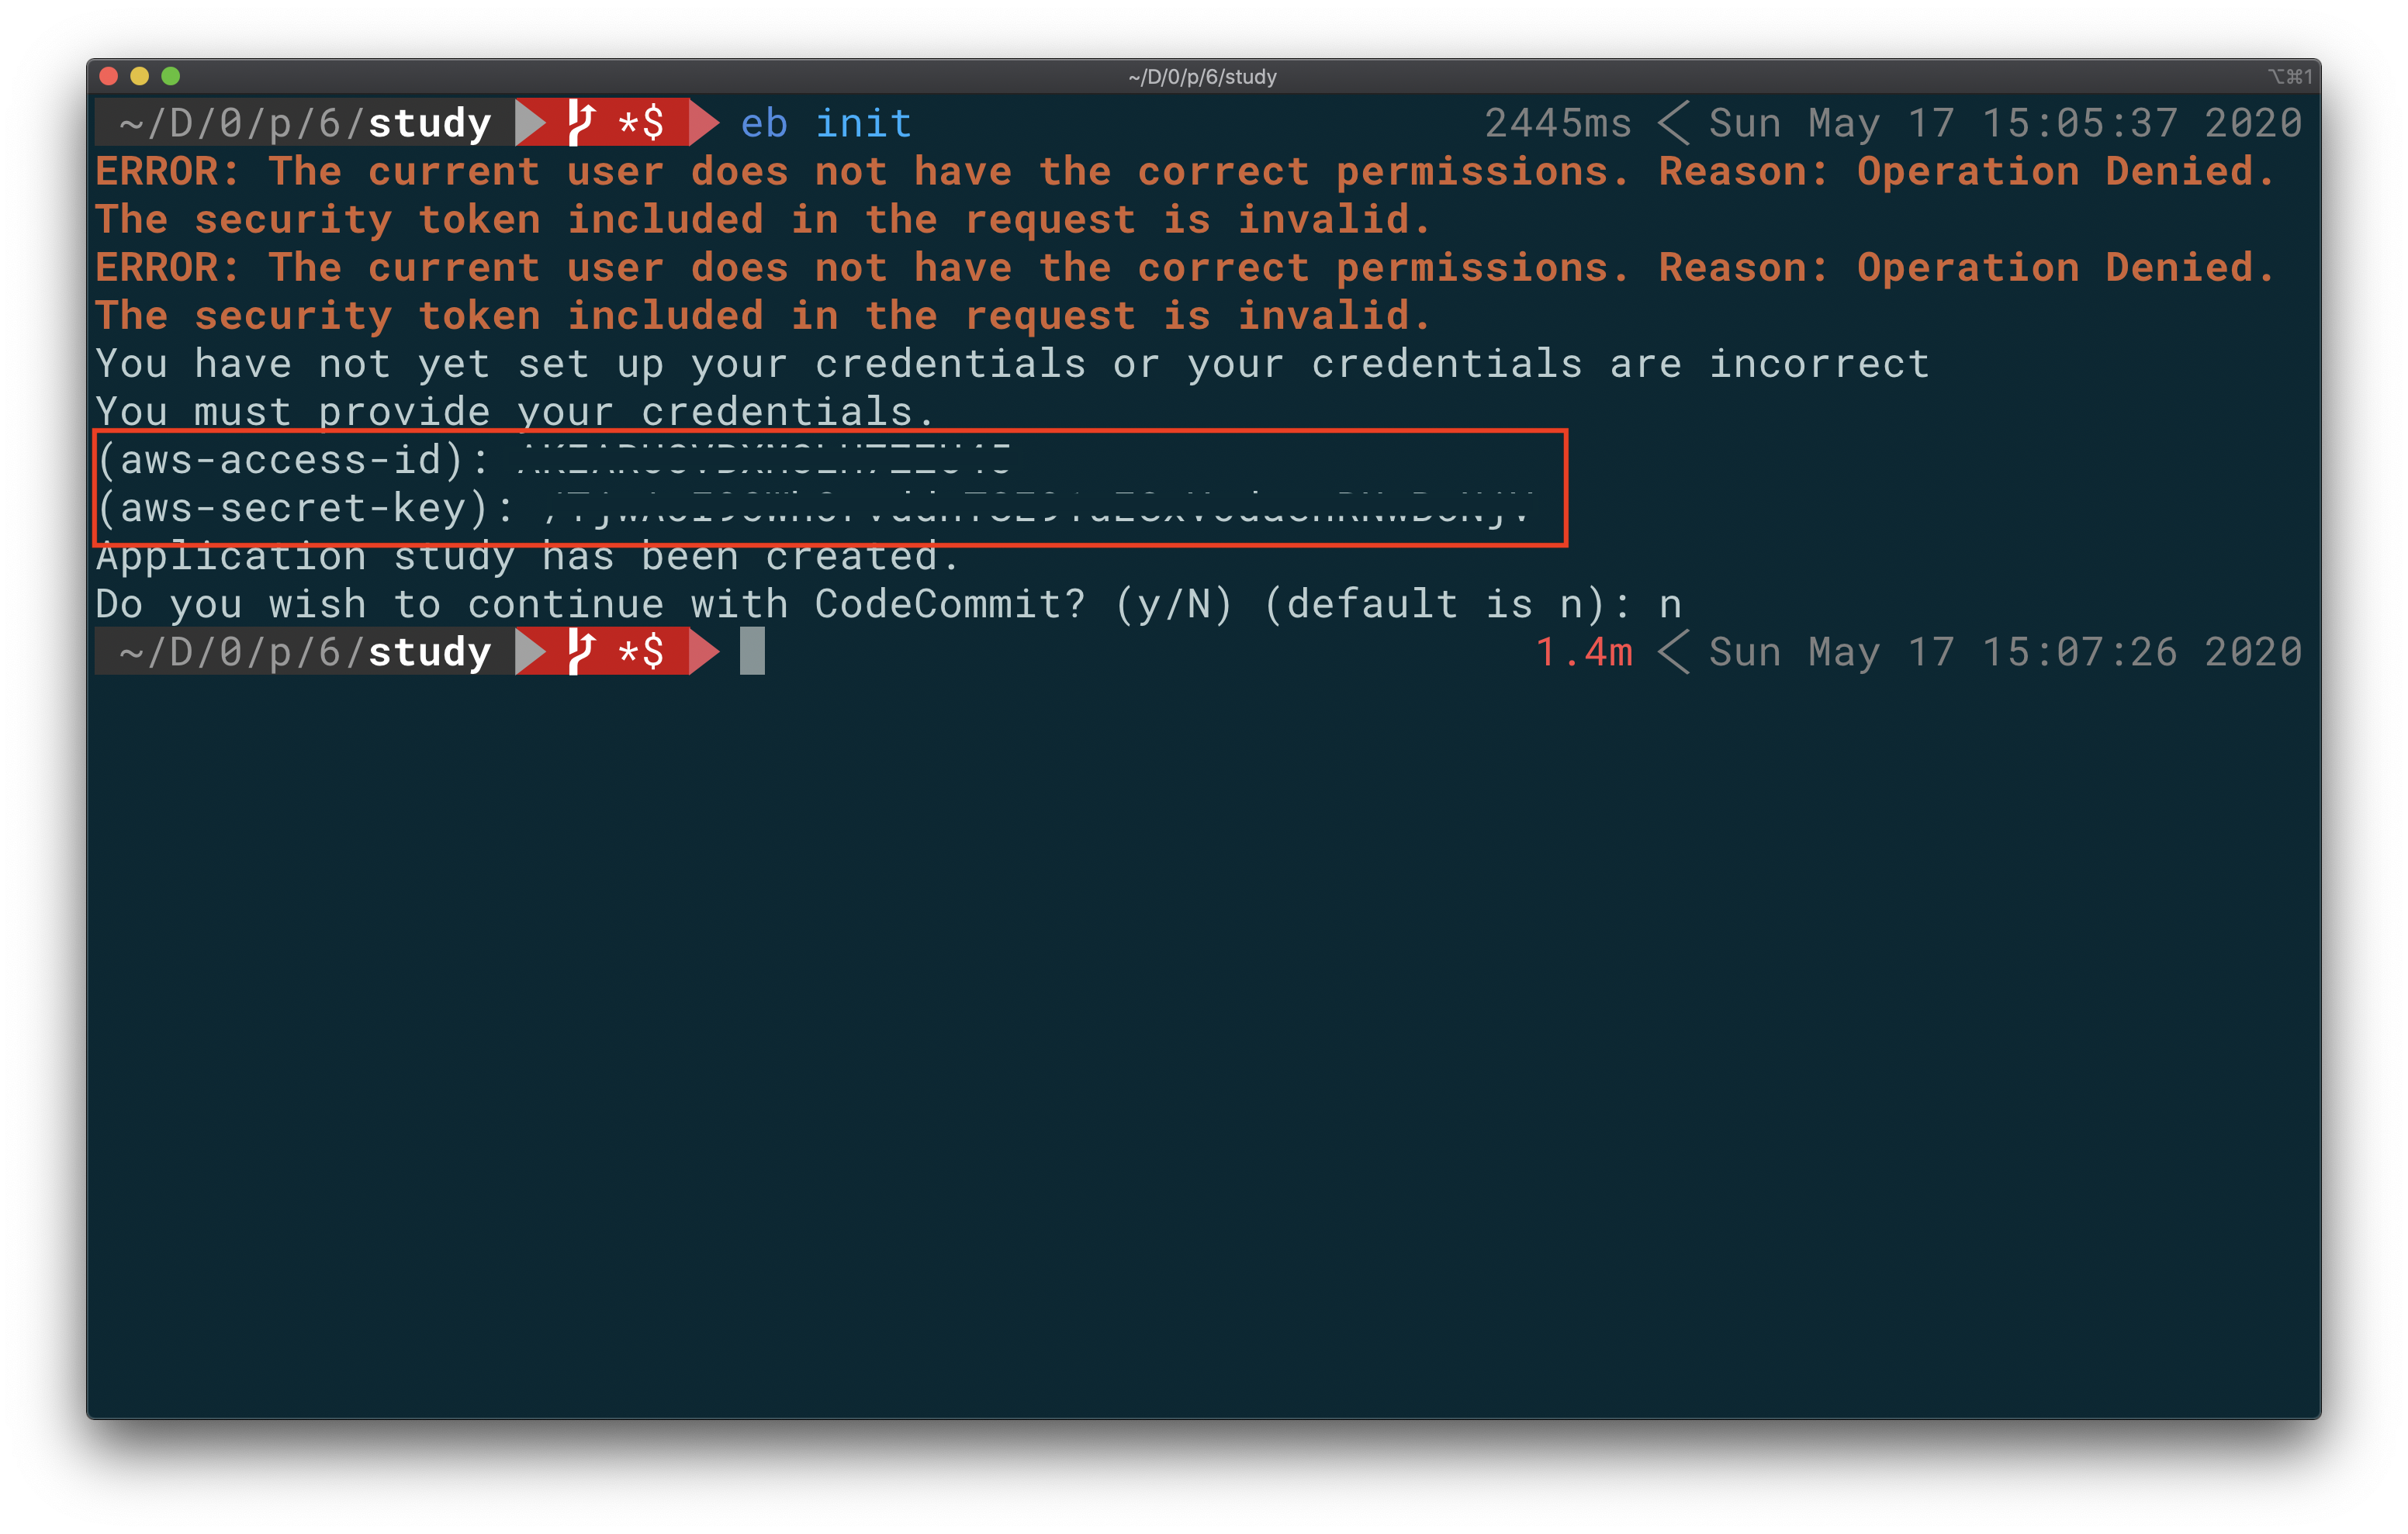 ~/D/0/p/6/study
⌥⌘1
~/D/0/p/6/study *$ eb init 2445ms Sun May 17 15:05:37 2020
ERROR: The current user does not have the correct permissions. Reason: Operation Denied.
The security token included in the request is invalid.
ERROR: The current user does not have the correct permissions. Reason: Operation Denied.
The security token included in the request is invalid.
You have not yet set up your credentials or your credentials are incorrect
You must provide your credentials.
(aws-access-id):
(aws-secret-key):
Application study has been created.
Do you wish to continue with CodeCommit? (y/N) (default is n): n
~/D/0/p/6/study *$ 1.4m Sun May 17 15:07:26 2020